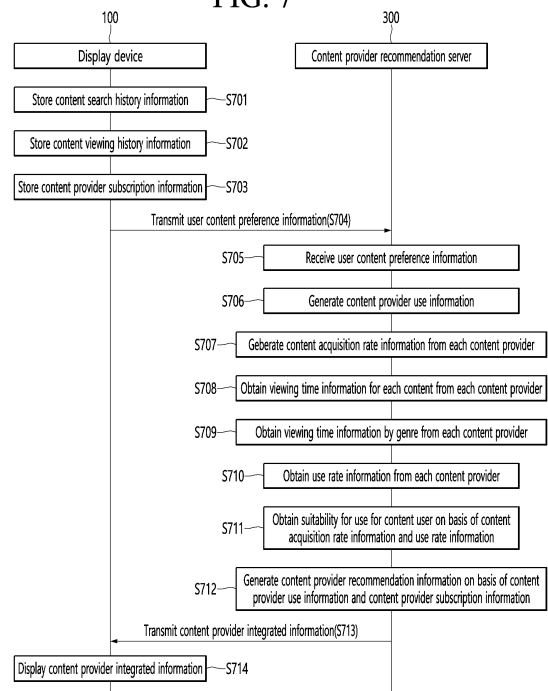 FIG. 7
100
300
Display device
Content provider recommendation server
Store content search history information
S701
Store content viewing history information
S702
Store content provider subscription information
S703
Transmit user content preference information(S704)
S705
Receive user content preference information
S706
Generate content provider use information
S707
Geberate content acquisition rate information from each content provider
S708
Obtain viewing time information for each content from each content provider
S709
Obtain viewing time information by genre from each content provider
S710
Obtain use rate information from each content provider
S711
Obtain suitability for use for content user on basis of content
acquisition rate information and use rate information
S712
Generate content provider recommendation information on basis of content
provider use information and content provider subscription information
Transmit content provider integrated information(S713)
Display content provider integrated information
S714